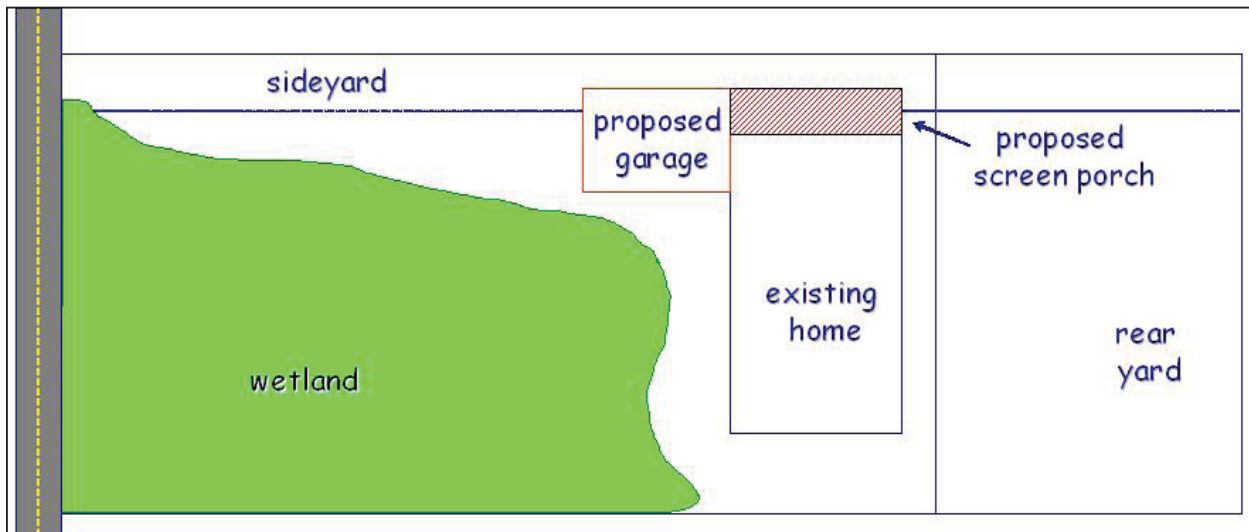 sideyard
proposed
garage
proposed
screen porch
existing
home
rear
yard
wetland